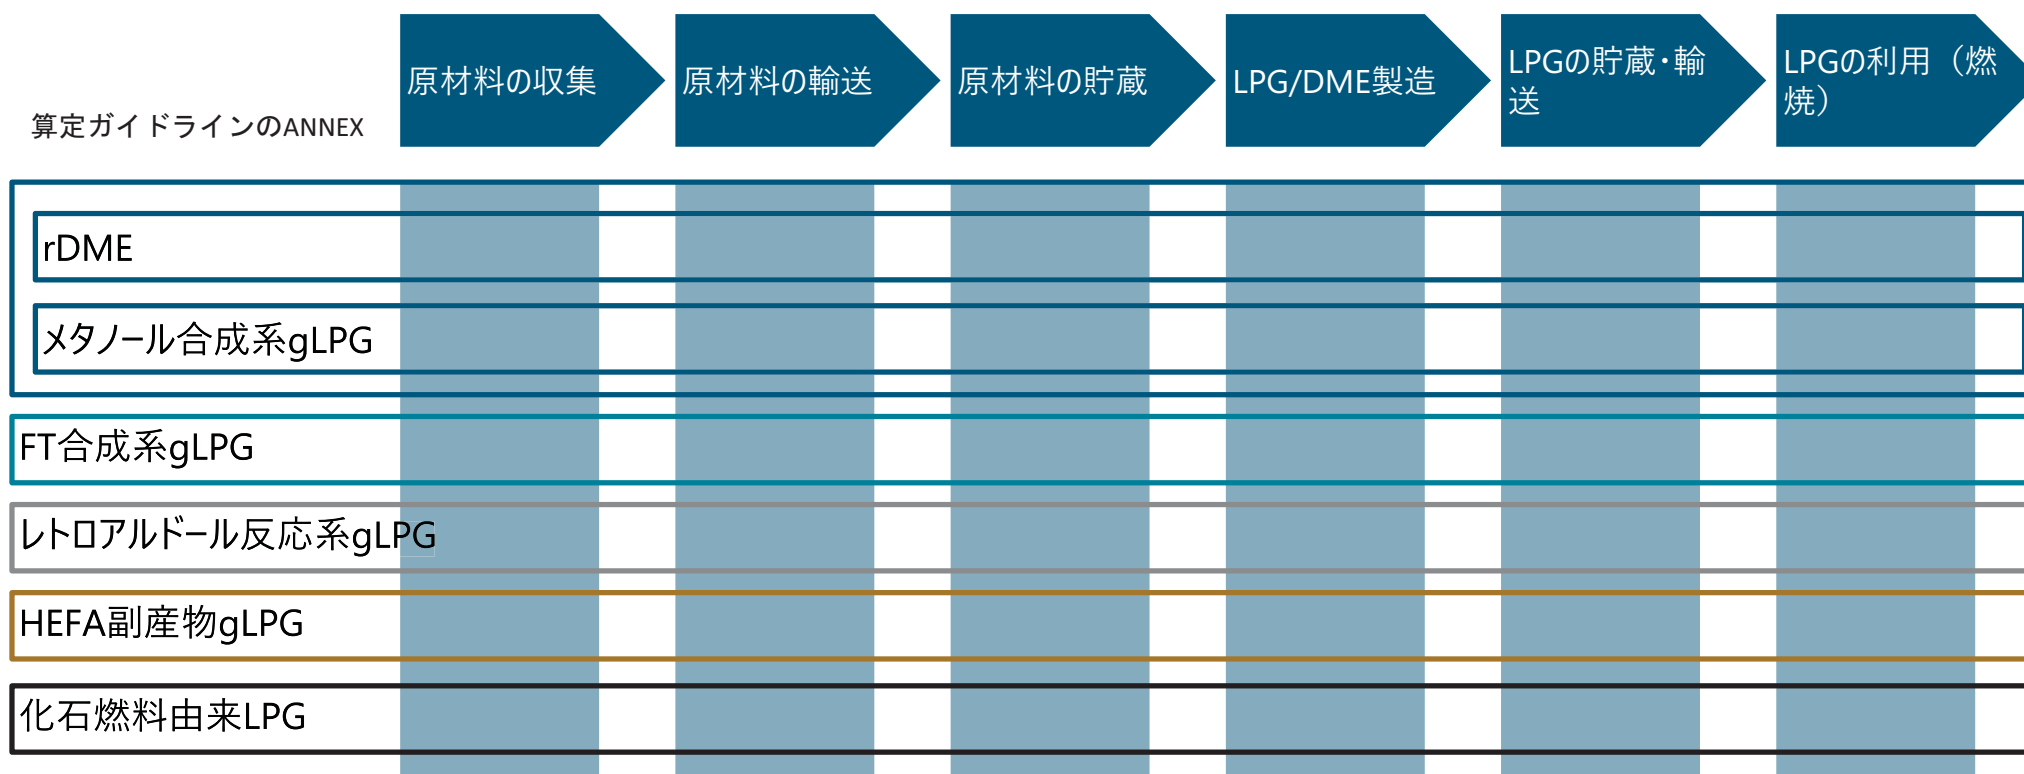 原材料の収集
原材料の輸送
原材料の貯蔵
LPG/DME製造
LPGの貯蔵・輸
送
LPGの利用（燃
焼）
算定ガイドラインのANNEX
rDME
メタノール合成系gLPG
FT合成系gLPG
レトロアルドール反応系gLPG
HEFA副産物gLPG
化石燃料由来LPG